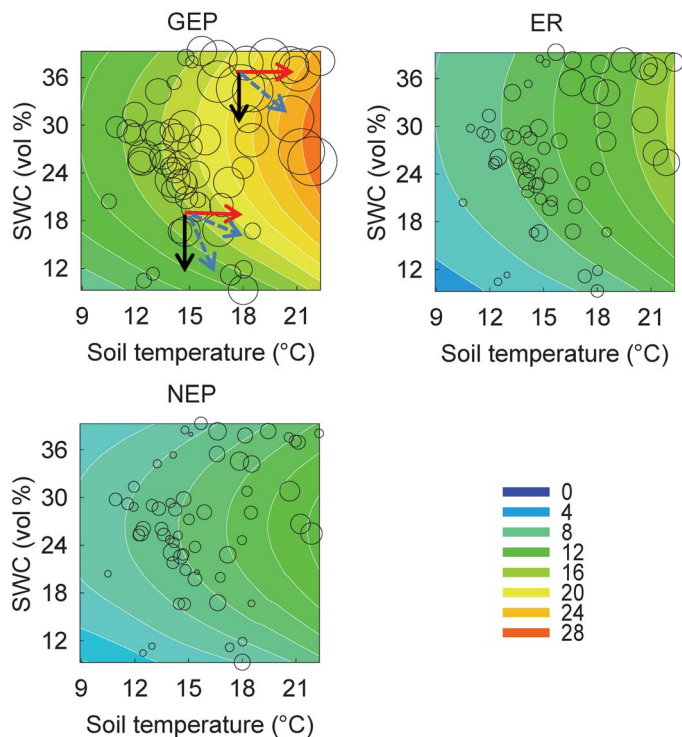 GEP
ER
SWC (vol %)
36
30
24
18
12
9 12 15 18 21
Soil temperature (°C)
SWC (vol %)
36
30
24
18
12
9 12 15 18 21
Soil temperature (°C)
NEP
SWC (vol %)
36
30
24
18
12
9 12 15 18 21
Soil temperature (°C)
0
4
8
12
16
20
24
28